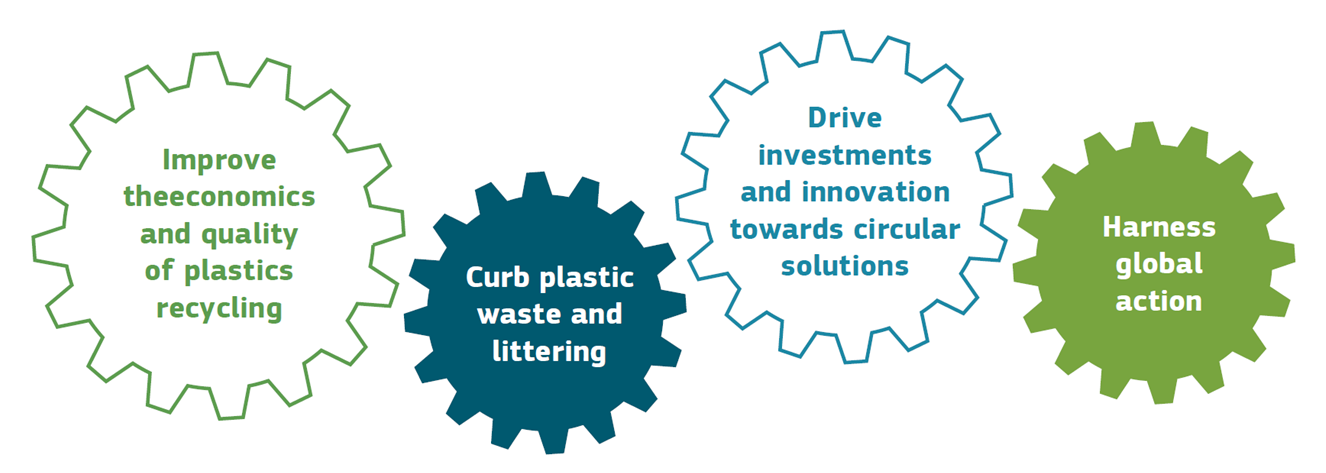 Improve
theeconomics
and quality
of plastics
recycling
Curb plastic
waste and
littering
Drive
investments
and innovation
towards circular
solutions
Harness
global
action